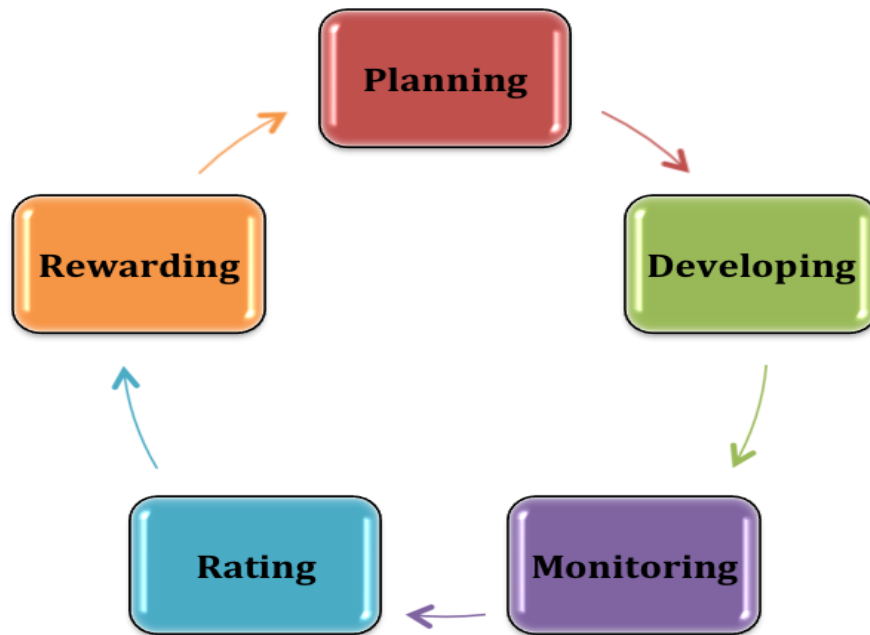 Planning
Developing
Monitoring
Rating
Rewarding